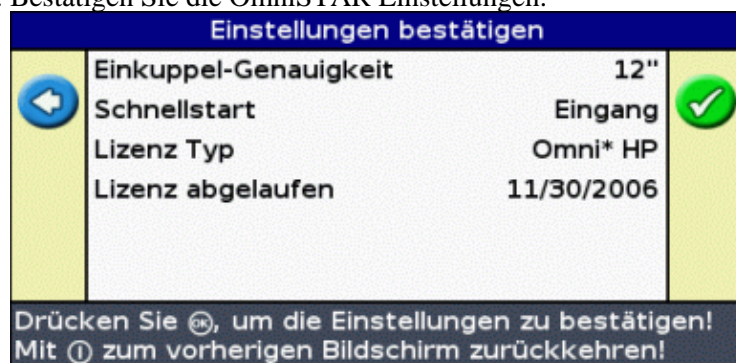 Bestätigen Sie die OmniSTAR Einstellungen.
Einstellungen bestätigen
Einkuppel-Genauigkeit 12"
Schnellstart Eingang
Lizenz Typ Omni* HP
Lizenz abgelaufen 11/30/2006
Drücken Sie OK, um die Einstellungen zu bestätigen!
Mit zum vorherigen Bildschirm zurückkehren!